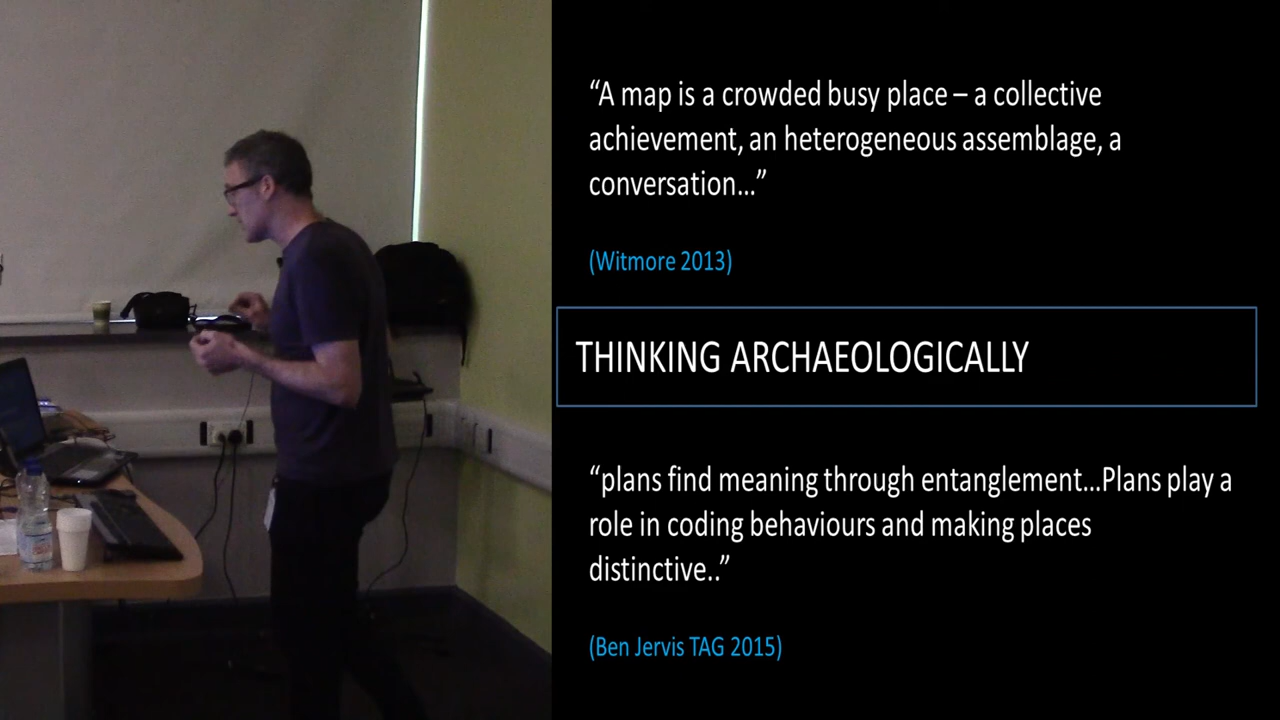 “A map is a crowded busy place – a collective
achievement, an heterogeneous assemblage, a
conversation…”
(Witmore 2013)
THINKING ARCHAEOLOGICALLY
“plans find meaning through entanglement…Plans play a
role in coding behaviours and making places
distinctive..”
(Ben Jervis TAG 2015)